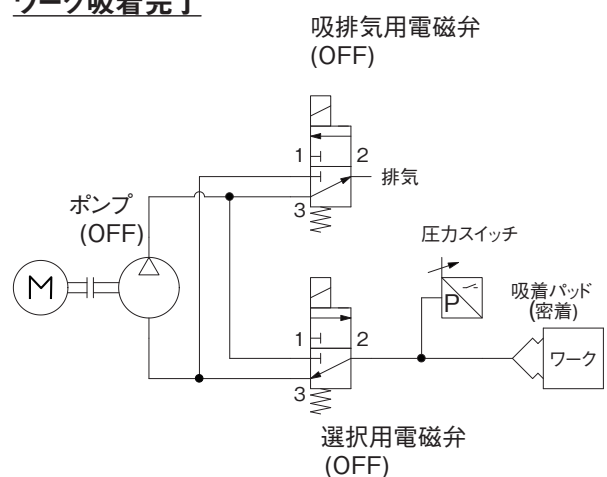 ワーク吸着完了
吸排気用電磁弁
(OFF)
1
2
排気
3
ポンプ
(OFF)
M
圧力スイッチ
P
吸着パッド
(密着)
ワーク
1
2
3
選択用電磁弁
(OFF)